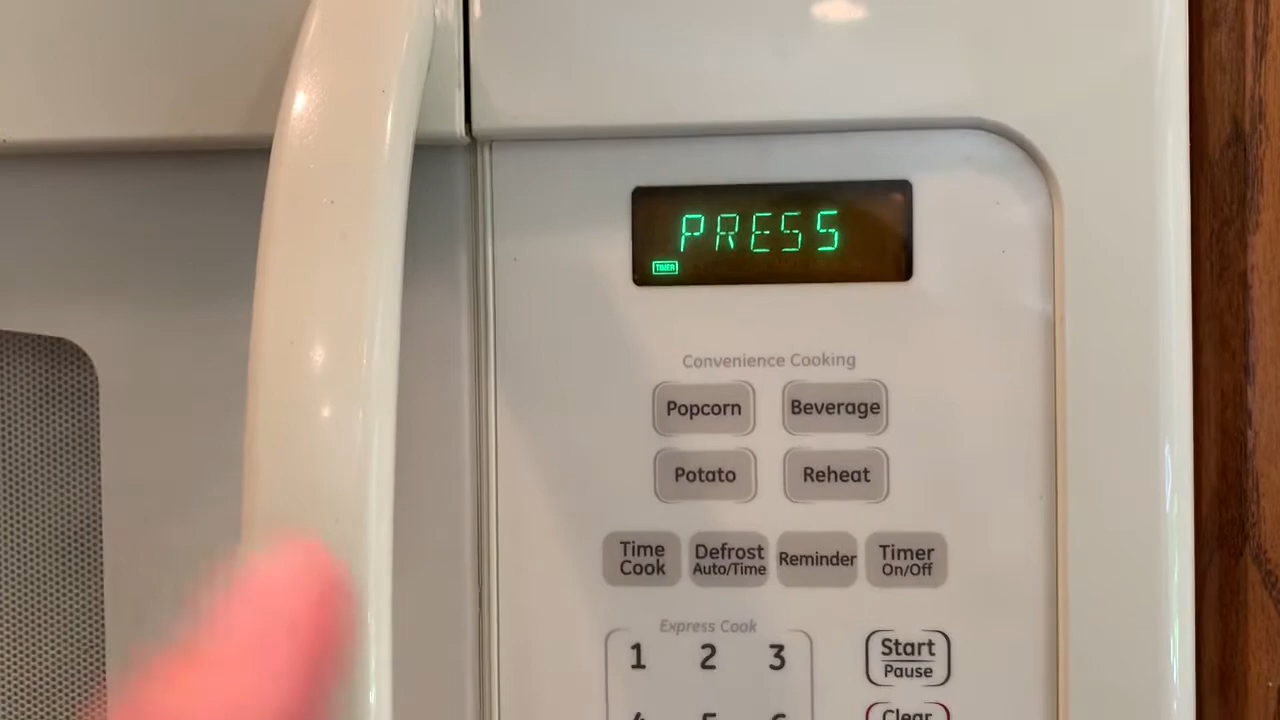 PRESS
TIMER
Convenience Cooking
Popcorn Beverage
Potato Reheat
Time Cook
Defrost Auto/Time
Reminder
Timer On/Off
Express Cook
1 2 3
Start
Pause
Clear